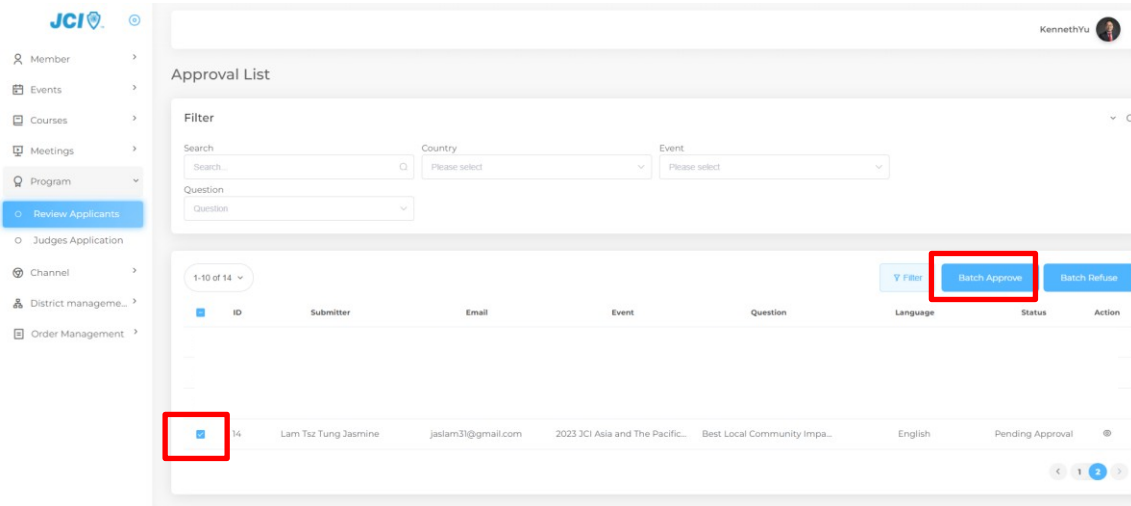 JCI
KennethYu
Member
Events
Courses
Meetings
Program
Review Applicants
Judges Application
Channel
District manageme...
Order Management
Approval List
Filter
Search
Country
Event
Search...
Please select
Please select
Question
Question
1-10 of 14
Filter
Batch Approve
Batch Refuse
ID
Submitter
Email
Event
Question
Language
Status
Action
14
Lam Tsz Tung Jasmine
jaslam31@gmail.com
2023 JCI Asia and The Pacific...
Best Local Community Impa...
English
Pending Approval
1
2